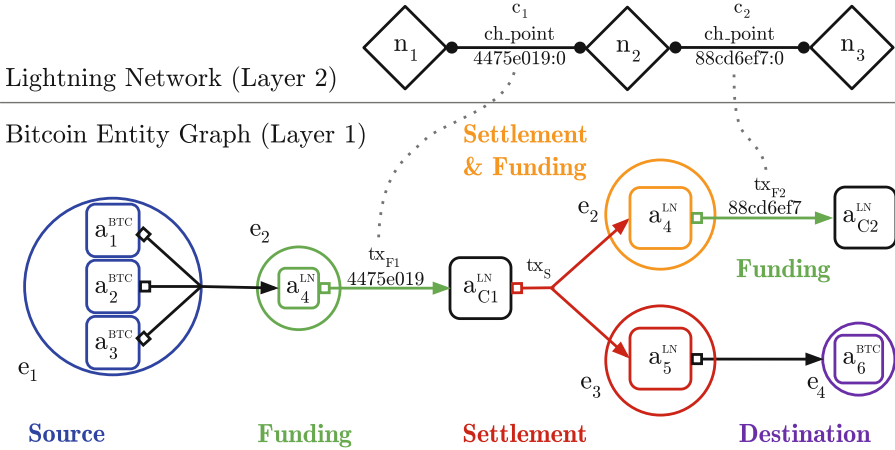 c1 c2
ch_point ch_point
n1 n2 n3
4475e019:0 88cd6ef7:0
Lightning Network (Layer 2)
Bitcoin Entity Graph (Layer 1)
Settlement
& Funding
txF2
88cd6ef7
e2
a4LN
aC2LN
a1BTC
e2
txF1
4475e019
txS
Funding
a2BTC
a4LN
aC1LN
a3BTC
a5LN
a6BTC
e1
e3
e4
Source Funding Settlement Destination